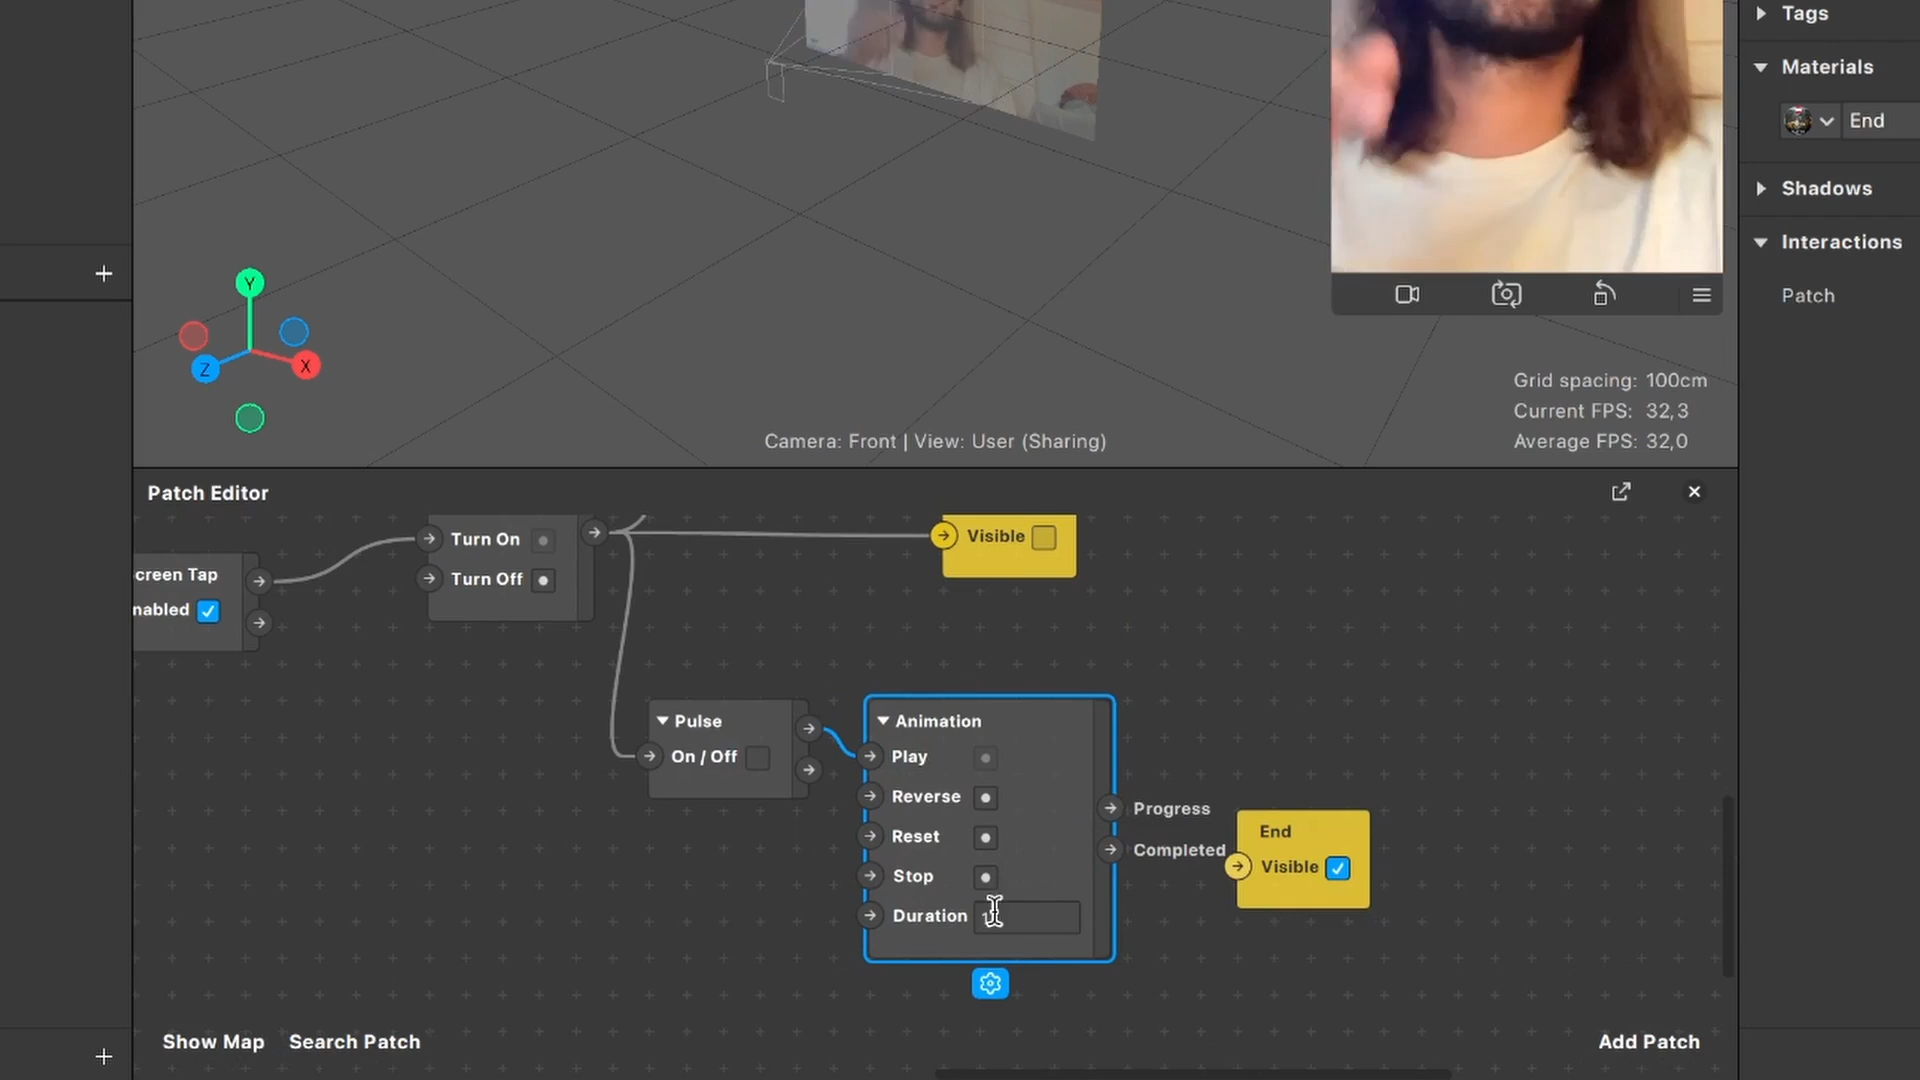 Tags
Materials
End
Shadows
Interactions
Patch
Y
Z
X
Grid spacing: 100cm
Current FPS: 32,3
Average FPS: 32,0
Camera: Front | View: User (Sharing)
Patch Editor
creen Tap
nabled
Turn On
Turn Off
Visible
Pulse
On / Off
Animation
Play
Reverse
Reset
Stop
Duration
Progress
Completed
End
Visible
Show Map
Search Patch
Add Patch